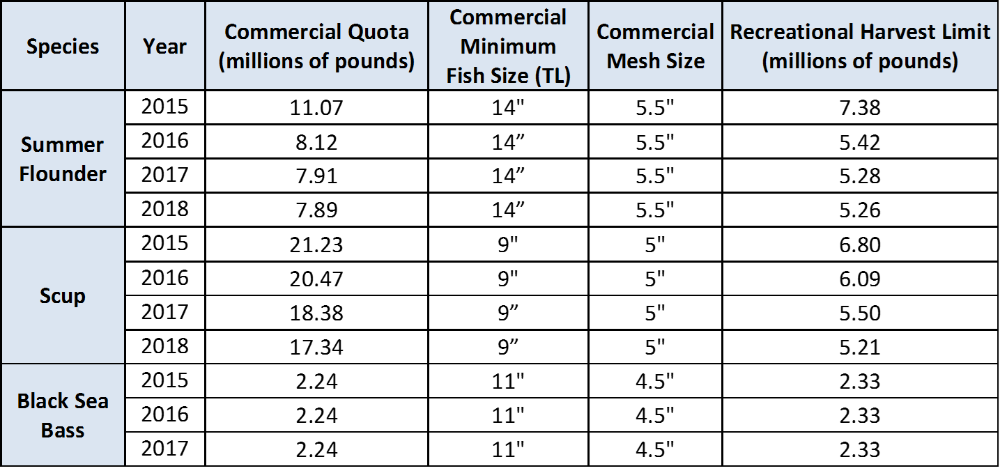 Species Year Commercial Quota (millions of pounds) Commercial Minimum Fish Size (TL) Commercial Mesh Size Recreational Harvest Limit (millions of pounds)
Summer Flounder 2015 11.07 14" 5.5" 7.38
2016 8.12 14” 5.5" 5.42
2017 7.91 14” 5.5" 5.28
2018 7.89 14” 5.5" 5.26
Scup 2015 21.23 9" 5" 6.80
2016 20.47 9" 5" 6.09
2017 18.38 9” 5" 5.50
2018 17.34 9” 5" 5.21
Black Sea Bass 2015 2.24 11" 4.5" 2.33
2016 2.24 11" 4.5" 2.33
2017 2.24 11" 4.5" 2.33